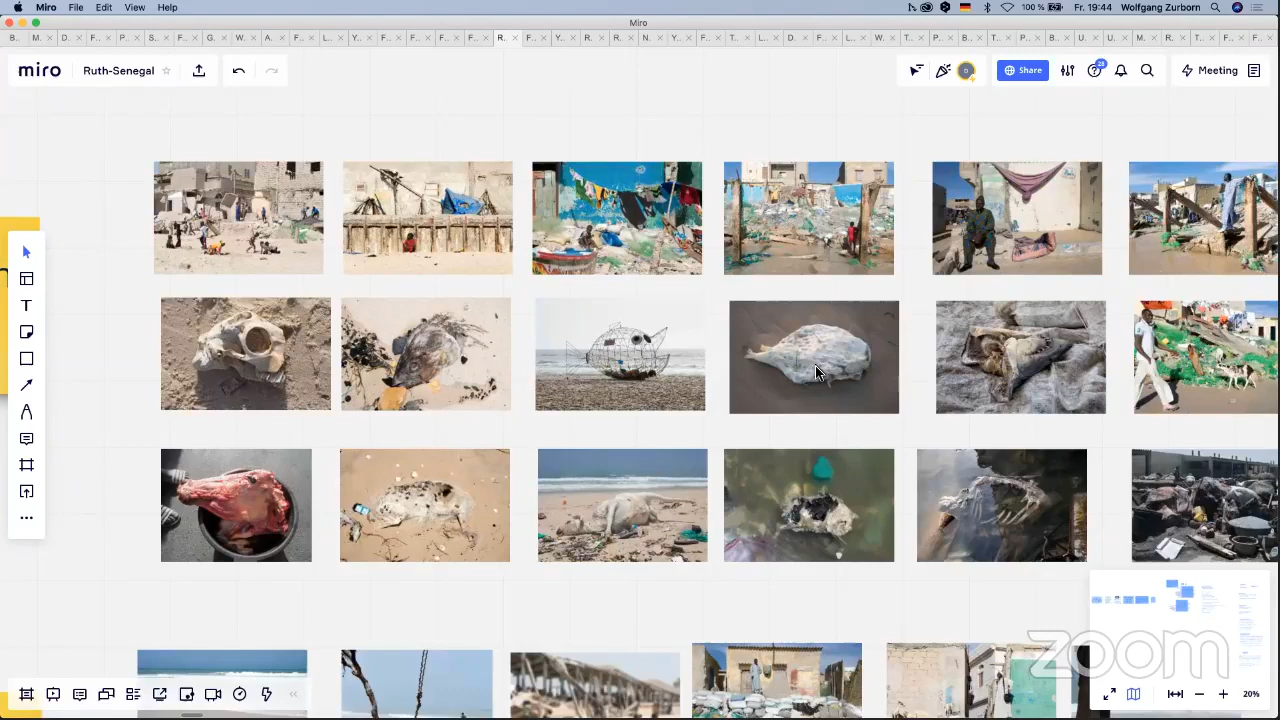 Miro File Edit View Help
100 % Fr. 19:44 Wolfgang Zurborn
Miro
B.. M.. D.. F.. P.. S.. F.. G.. W.. A.. F.. L.. Y.. F.. F.. F.. F.. R.. F.. Y.. R.. R.. N.. Y.. F.. T.. L.. D.. F.. L.. W.. T.. P.. B.. T.. P.. B.. U.. U.. M.. R.. T.. F.. F..
miro Ruth-Senegal
Share 28 Meeting
T
zoom
20%